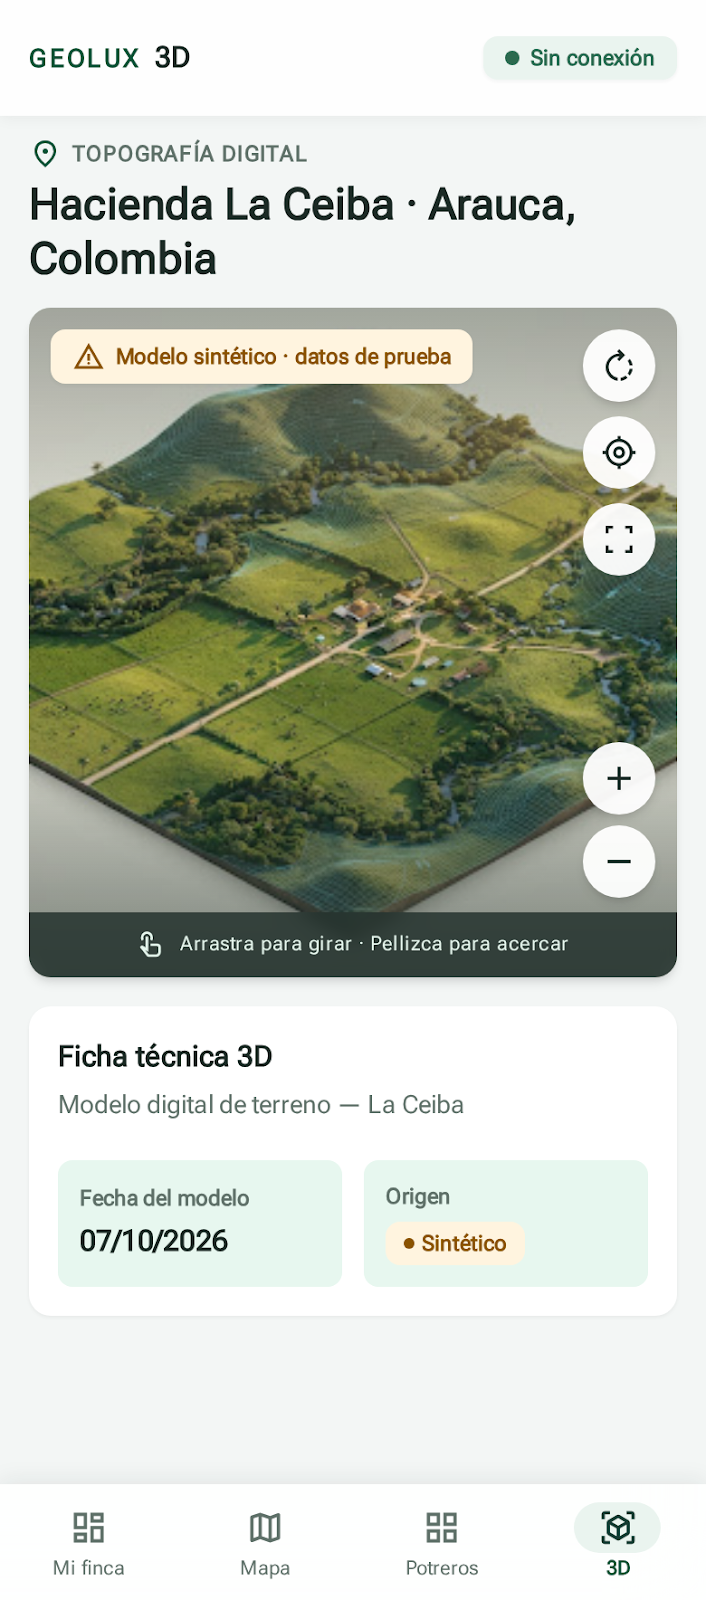 GEOLUX 3D
Sin conexión
TOPOGRAFÍA DIGITAL
Hacienda La Ceiba · Arauca,
Colombia
Modelo sintético · datos de prueba
Arrastra para girar · Pellizca para acercar
Ficha técnica 3D
Modelo digital de terreno — La Ceiba
Fecha del modelo
07/10/2026
Origen
Sintético
Mi finca
Mapa
Potreros
3D